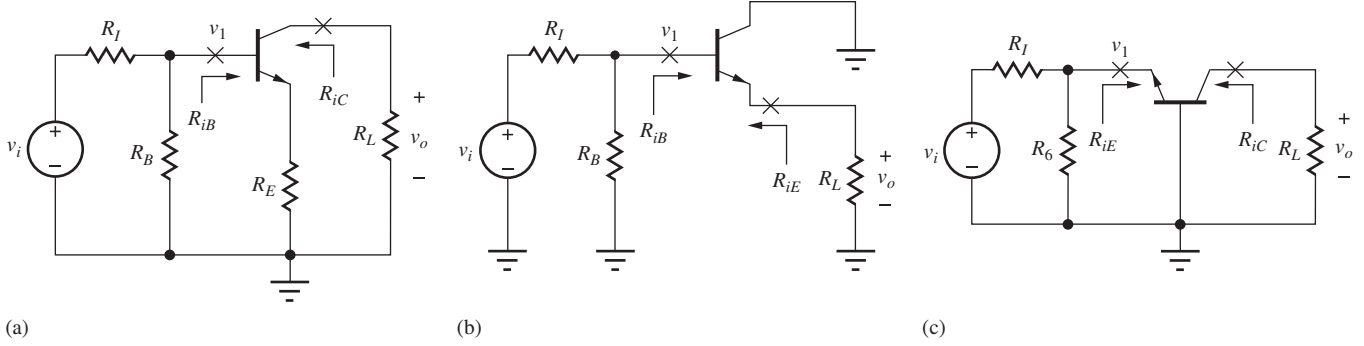 R_I
v_1
R_iB
R_iC
+
v_i
−
R_B
R_E
R_L
+
v_o
−
(a)
R_I
v_1
R_iB
+
v_i
−
R_B
R_iE
R_L
+
v_o
−
(b)
R_I
v_1
R_iE
R_iC
+
v_i
−
R_6
R_L
+
v_o
−
(c)